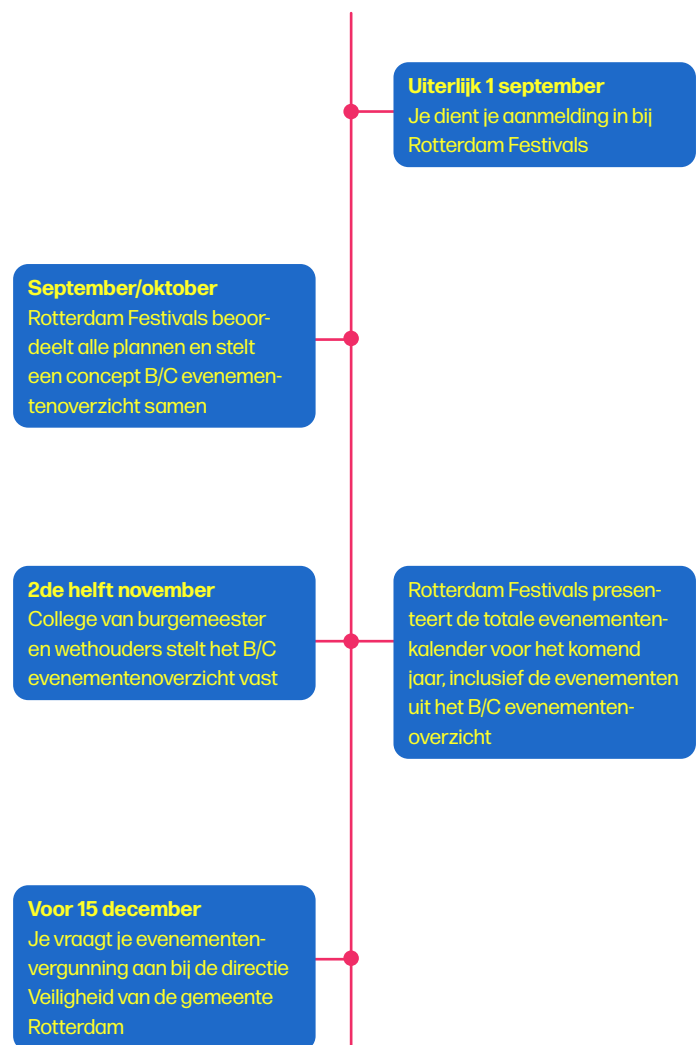 Uiterlijk 1 september
Je dient je aanmelding in bij
Rotterdam Festivals
September/oktober
Rotterdam Festivals beoor-
deelt alle plannen en stelt
een concept B/C evenemen-
tenoverzicht samen
2de helft november
College van burgemeester
en wethouders stelt het B/C
evenementenoverzicht vast
Rotterdam Festivals presen-
teert de totale evenementen-
kalender voor het komend
jaar, inclusief de evenementen
uit het B/C evenementen-
overzicht
Voor 15 december
Je vraagt je evenementen-
vergunning aan bij de directie
Veiligheid van de gemeente
Rotterdam